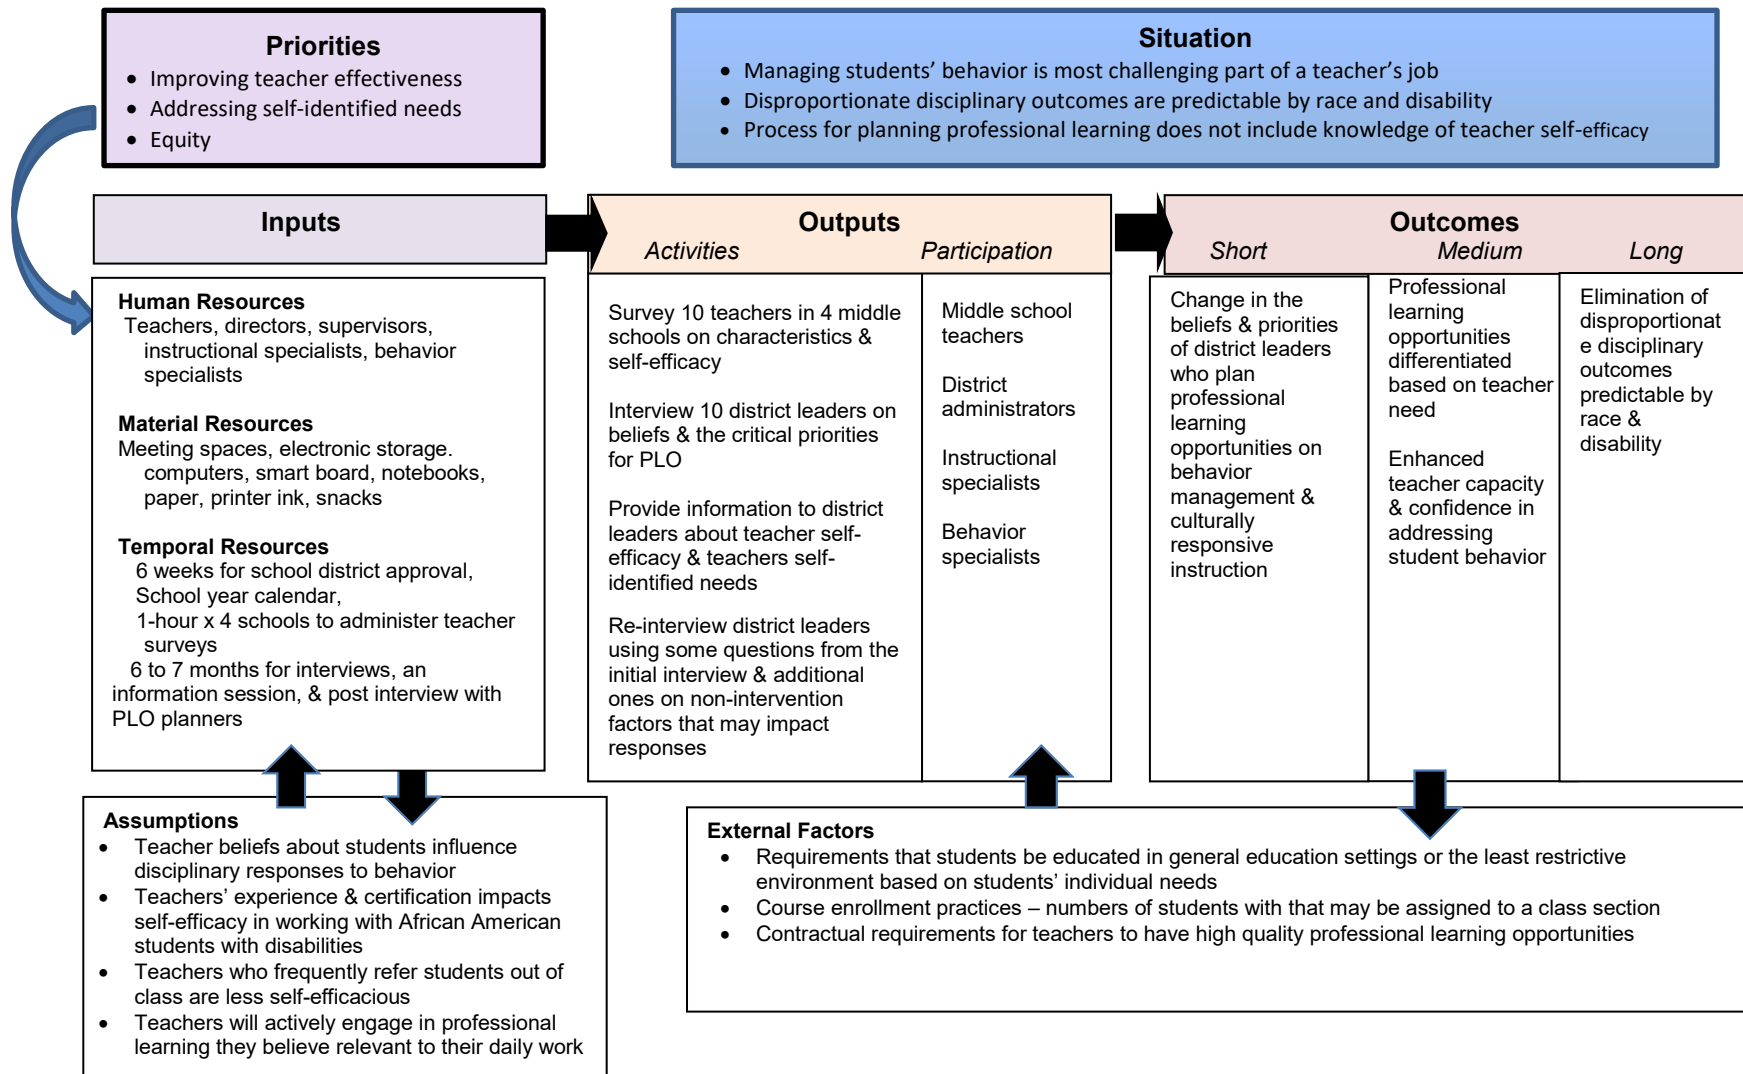 Priorities
• Improving teacher effectiveness
• Addressing self-identified needs
• Equity
Situation
• Managing students’ behavior is most challenging part of a teacher’s job
• Disproportionate disciplinary outcomes are predictable by race and disability
• Process for planning professional learning does not include knowledge of teacher self-efficacy
Inputs
Human Resources
Teachers, directors, supervisors,
instructional specialists, behavior
specialists
Material Resources
Meeting spaces, electronic storage.
computers, smart board, notebooks,
paper, printer ink, snacks
Temporal Resources
6 weeks for school district approval,
School year calendar,
1-hour x 4 schools to administer teacher
surveys
6 to 7 months for interviews, an
information session, & post interview with
PLO planners
Outputs
Activities
Participation
Survey 10 teachers in 4 middle
schools on characteristics &
self-efficacy
Interview 10 district leaders on
beliefs & the critical priorities
for PLO
Provide information to district
leaders about teacher self-
efficacy & teachers self-
identified needs
Re-interview district leaders
using some questions from the
initial interview & additional
ones on non-intervention
factors that may impact
responses
Middle school
teachers
District
administrators
Instructional
specialists
Behavior
specialists
Outcomes
Short
Medium
Long
Change in the
beliefs & priorities
of district leaders
who plan
professional
learning
opportunities on
behavior
management &
culturally
responsive
instruction
Professional
learning
opportunities
differentiated
based on teacher
need
Enhanced
teacher capacity
& confidence in
addressing
student behavior
Elimination of
disproportionat
e disciplinary
outcomes
predictable by
race &
disability
Assumptions
• Teacher beliefs about students influence
disciplinary responses to behavior
• Teachers’ experience & certification impacts
self-efficacy in working with African American
students with disabilities
• Teachers who frequently refer students out of
class are less self-efficacious
• Teachers will actively engage in professional
learning they believe relevant to their daily work
External Factors
• Requirements that students be educated in general education settings or the least restrictive
environment based on students’ individual needs
• Course enrollment practices – numbers of students with that may be assigned to a class section
• Contractual requirements for teachers to have high quality professional learning opportunities